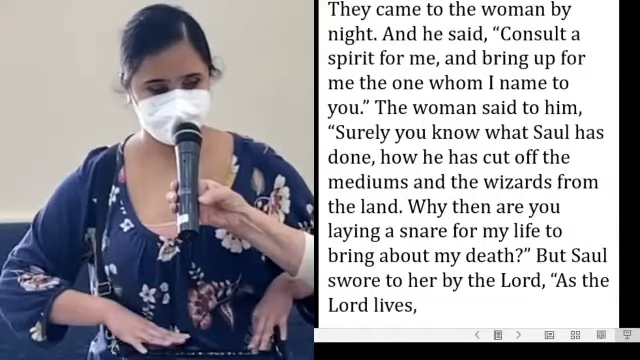 They came to the woman by
night. And he said, “Consult a
spirit for me, and bring up for
me the one whom I name to
you.” The woman said to him,
“Surely you know what Saul has
done, how he has cut off the
mediums and the wizards from
the land. Why then are you
laying a snare for my life to
bring about my death?” But Saul
swore to her by the Lord, “As the
Lord lives,